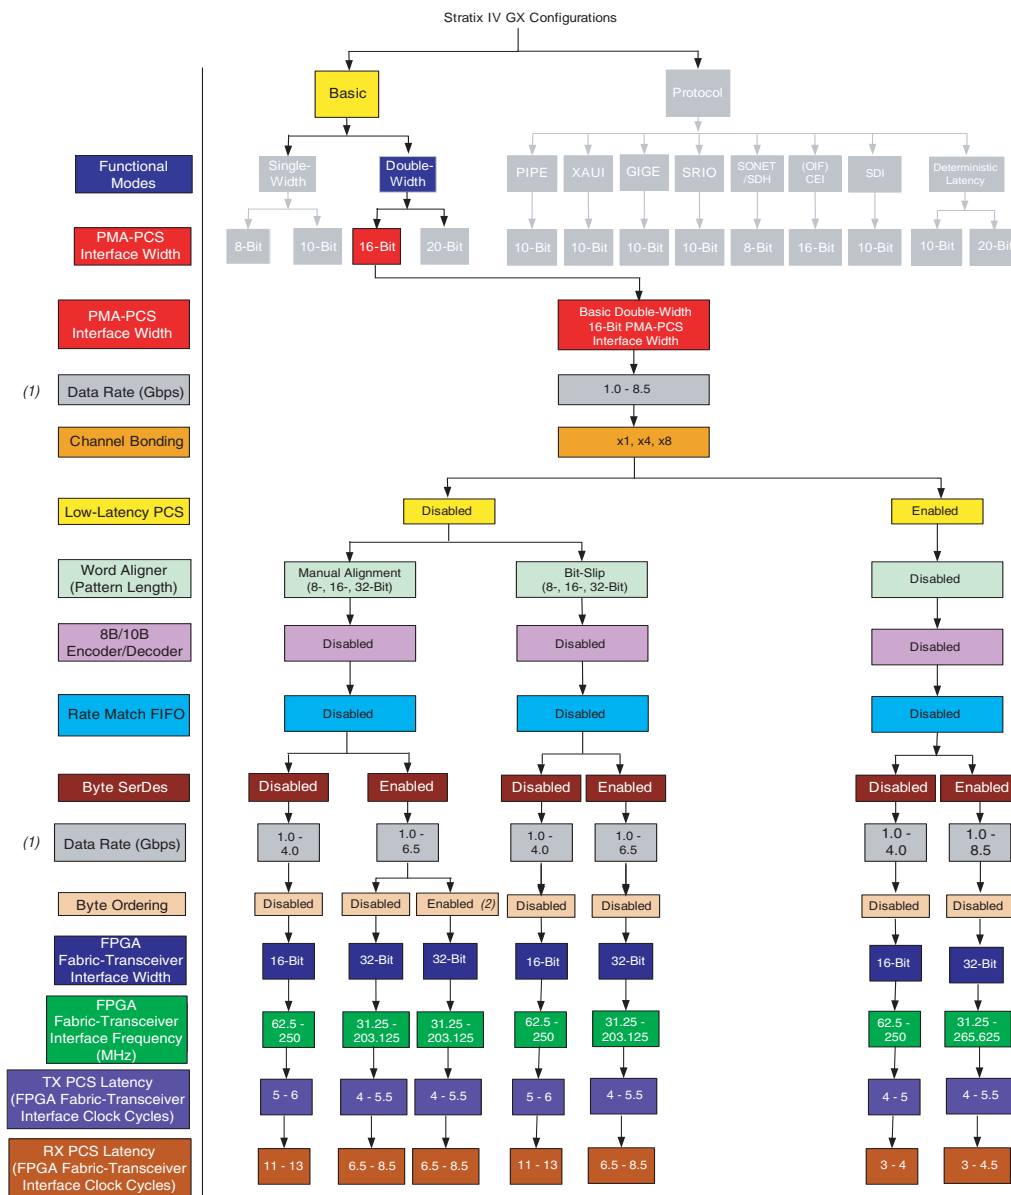 Stratix IV GX Configurations
Basic
Protocol
Functional
Modes
Single-
Width
Double-
Width
PIPE
XAUI
GIGE
SRIO
SONET
/SDH
(OIF)
CEI
SDI
Deterministic
Latency
PMA-PCS
Interface Width
8-Bit
10-Bit
16-Bit
20-Bit
10-Bit
10-Bit
10-Bit
10-Bit
8-Bit
16-Bit
10-Bit
10-Bit
20-Bit
PMA-PCS
Interface Width
Basic Double-Width
16-Bit PMA-PCS
Interface Width
(1)
Data Rate (Gbps)
1.0 - 8.5
Channel Bonding
x1, x4, x8
Low-Latency PCS
Disabled
Enabled
Word Aligner
(Pattern Length)
Manual Alignment
(8-, 16-, 32-Bit)
Bit-Slip
(8-, 16-, 32-Bit)
Disabled
8B/10B
Encoder/Decoder
Disabled
Disabled
Disabled
Rate Match FIFO
Disabled
Disabled
Disabled
Byte SerDes
Disabled
Enabled
Disabled
Enabled
Disabled
Enabled
(1)
Data Rate (Gbps)
1.0 -
4.0
1.0 -
6.5
1.0 -
4.0
1.0 -
6.5
1.0 -
4.0
1.0 -
8.5
Byte Ordering
Disabled
Disabled
Enabled (2)
Disabled
Disabled
Disabled
Disabled
FPGA
Fabric-Transceiver
Interface Width
16-Bit
32-Bit
32-Bit
16-Bit
32-Bit
16-Bit
32-Bit
FPGA
Fabric-Transceiver
Interface Frequency
(MHz)
62.5 -
250
31.25 -
203.125
31.25 -
203.125
62.5 -
250
31.25 -
203.125
62.5 -
250
31.25 -
265.625
TX PCS Latency
(FPGA Fabric-Transceiver
Interface Clock Cycles)
5 - 6
4 - 5.5
4 - 5.5
5 - 6
4 - 5.5
4 - 5
4 - 5.5
RX PCS Latency
(FPGA Fabric-Transceiver
Interface Clock Cycles)
11 - 13
6.5 - 8.5
6.5 - 8.5
11 - 13
6.5 - 8.5
3 - 4
3 - 4.5